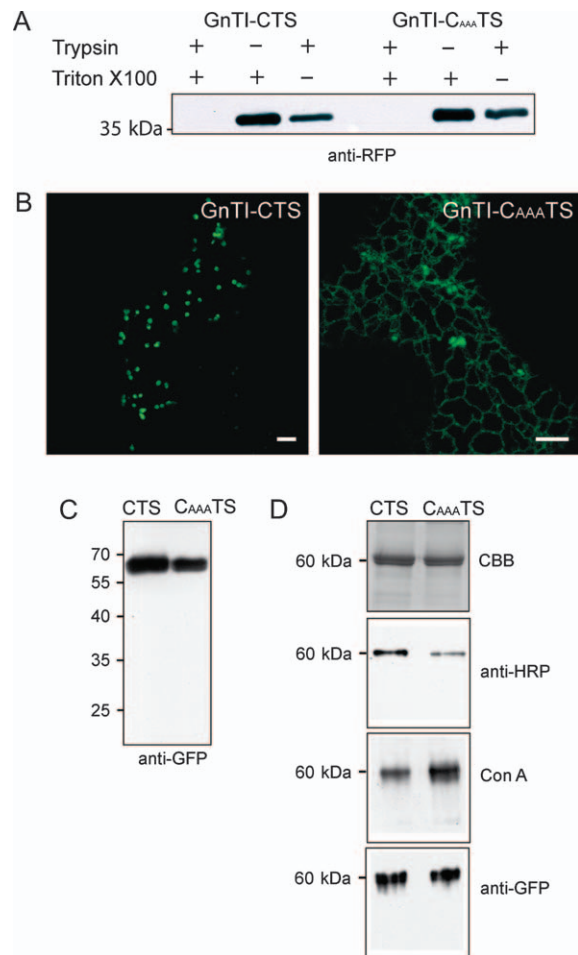 A
GnTI-CTS GnTI-CAAATS
Trypsin + – + + – +
Triton X100 + + – + + –
35 kDa
anti-RFP
B
GnTI-CTS
GnTI-CAAATS
C
CTS CAAATS
70
55
40
35
25
anti-GFP
D
CTS CAAATS
60 kDa
CBB
60 kDa
anti-HRP
60 kDa
Con A
60 kDa
anti-GFP